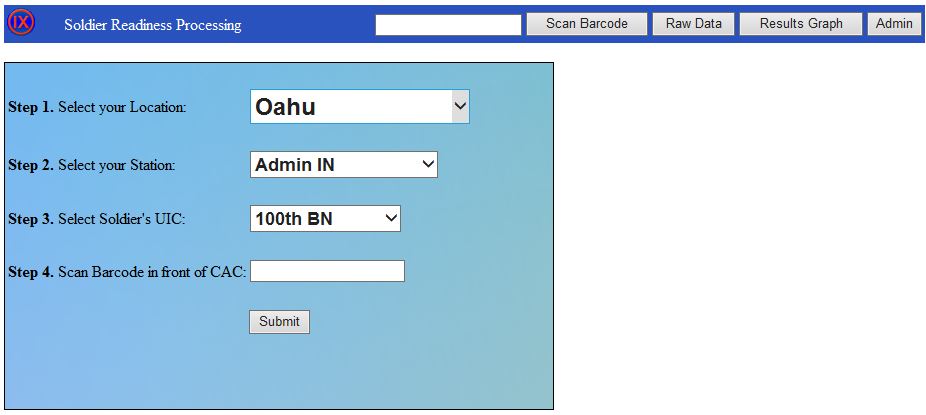 IX Soldier Readiness Processing Scan Barcode Raw Data Results Graph Admin
Step 1. Select your Location: Oahu
Step 2. Select your Station: Admin IN
Step 3. Select Soldier's UIC: 100th BN
Step 4. Scan Barcode in front of CAC:
Submit